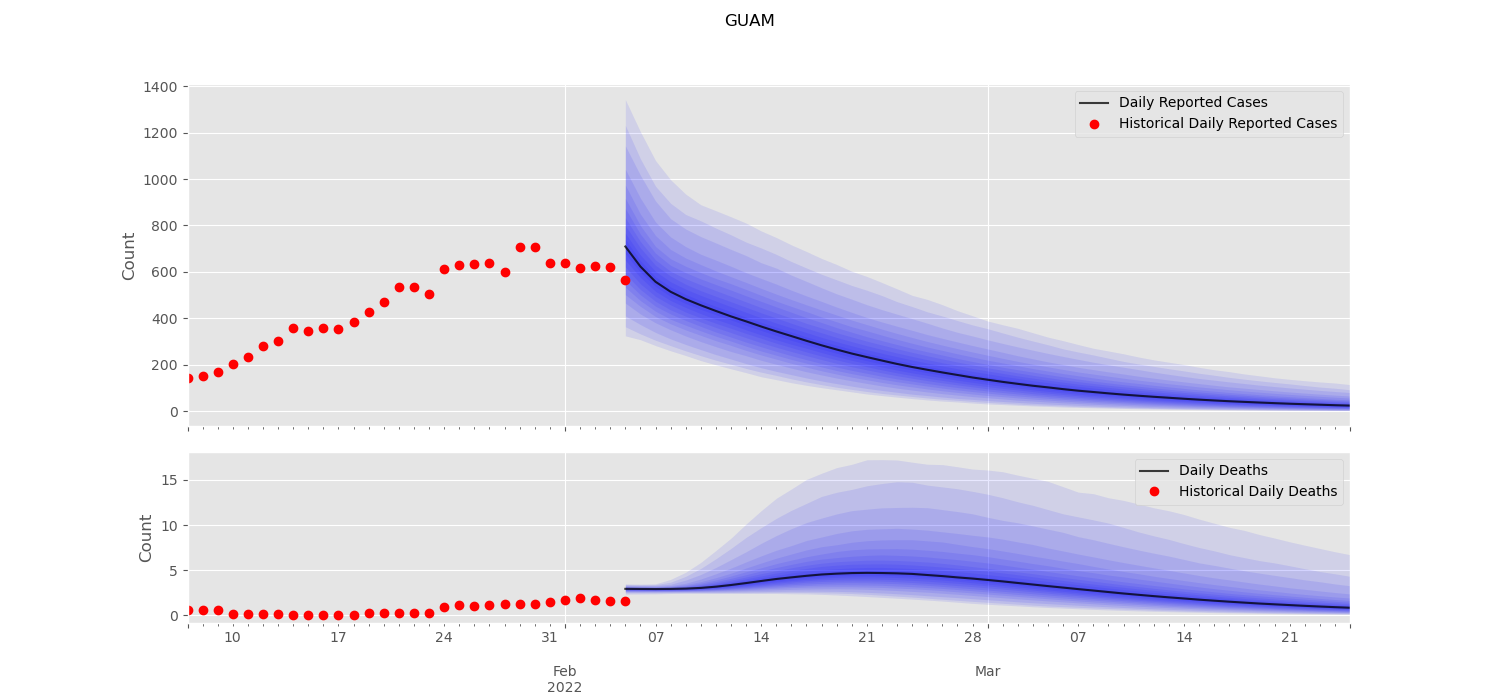 GUAM
1400
1200
1000
800
600
400
200
0
Count
Daily Reported Cases
Historical Daily Reported Cases
15
10
5
0
Count
Daily Deaths
Historical Daily Deaths
10 17 24 31 07 14 21 28 07 14 21
Feb Mar
2022